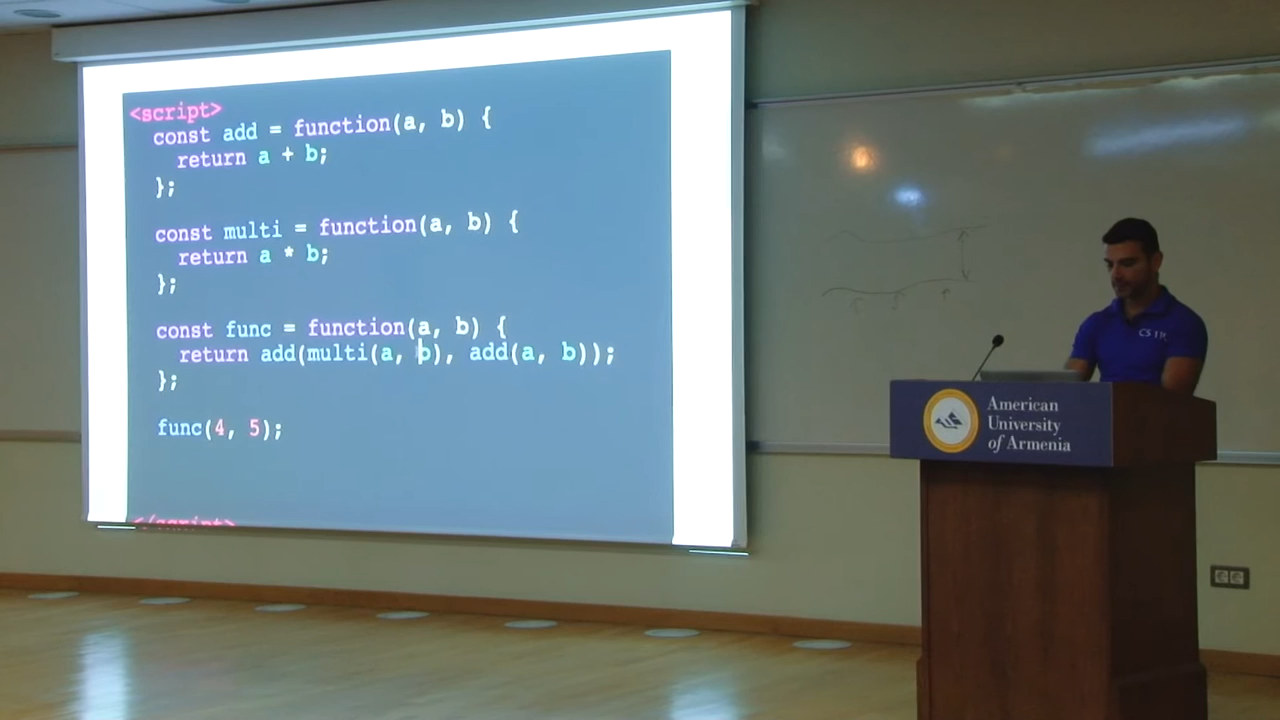 <script>
const add = function(a, b) {
return a + b;
};
const multi = function(a, b) {
return a * b;
};
const func = function(a, b) {
return add(multi(a, b), add(a, b));
};
func(4, 5);
</script>
American
University
of Armenia